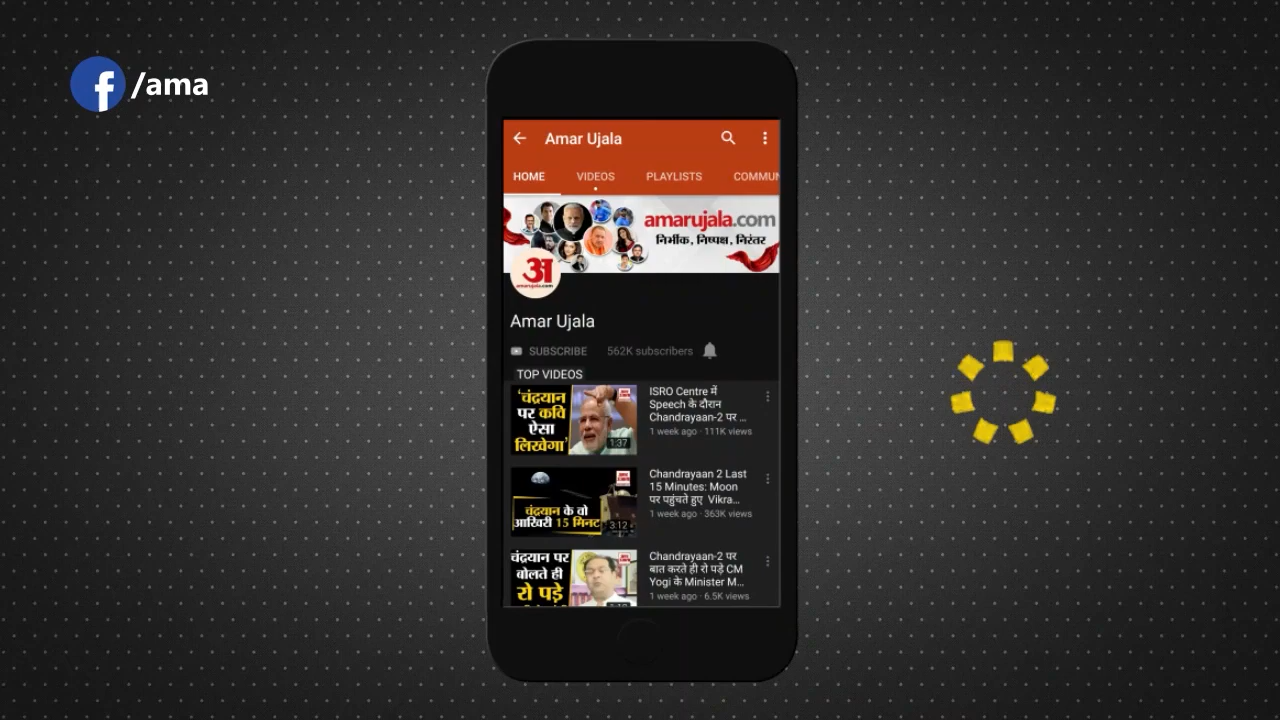 /ama
Amar Ujala
HOME VIDEOS PLAYLISTS COMMUN
amarujala.com
निर्भीक, निष्पक्ष, निरंतर
अ
amarujala.com
Amar Ujala
SUBSCRIBE 562K subscribers
TOP VIDEOS
'चंद्रयान
पर कवि
ऐसा
लिखेगा'
1:37
ISRO Centre में
Speech के दौरान
Chandrayaan-2 पर ...
1 week ago · 111K views
चंद्रयान के वो
आखिरी 15 मिनट
3:12
Chandrayaan 2 Last
15 Minutes: Moon
पर पहुंचते हुए Vikra...
1 week ago · 363K views
चंद्रयान पर
बोलते ही
रो पड़े
Chandrayaan-2 पर
बात करते ही रो पड़े CM
Yogi के Minister M...
1 week ago · 6.5K views